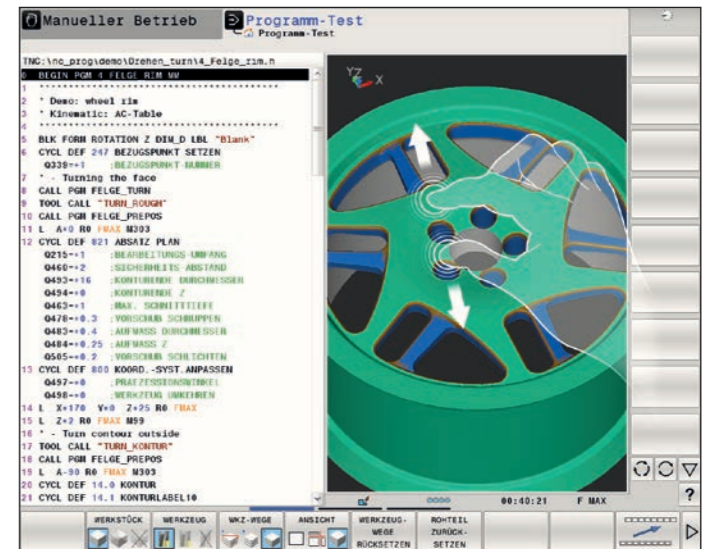 Manueller Betrieb
Programm-Test
Programm-Test
TNC:\nc_prog\demo\Drehen_turn\4_Felge_rim.h
0 BEGIN PGM 4_FELGE_RIM MM
1 * ****************************************
2 * Demo: wheel rim
3 * Kinematic: AC-Table
4 * ****************************************
5 BLK FORM ROTATION Z DIM_D LBL "Blank"
6 CYCL DEF 247 BEZUGSPUNKT SETZEN
Q339=+1 ;BEZUGSPUNKT-NUMMER
7 * - Turning the face
8 CALL PGM FELGE_TURN
9 TOOL CALL "TURN_ROUGH"
10 CALL PGM FELGE_PREPOS
11 L A+0 R0 FMAX M303
12 CYCL DEF 821 ABSATZ PLAN
Q215=+1 ;BEARBEITUNGS-UMFANG
Q460=+2 ;SICHERHEITS-ABSTAND
Q493=+16 ;KONTURENDE DURCHMESSER
Q494=+0 ;KONTURENDE Z
Q463=+1 ;MAX. SCHNITTTIEFE
Q478=+0.3 ;VORSCHUB SCHRUPPEN
Q483=+0.4 ;AUFMASS DURCHMESSER
Q484=+0.25 ;AUFMASS Z
Q505=+0.2 ;VORSCHUB SCHLICHTEN
13 CYCL DEF 800 KOORD.-SYST.ANPASSEN
Q497=+0 ;PRAEZESSIONSWINKEL
Q498=+0 ;WERKZEUG UMKEHREN
14 L X+170 Y+0 Z+25 R0 FMAX
15 L Z+2 R0 FMAX M99
16 * - Turn contour outside
17 TOOL CALL "TURN_KONTUR"
18 CALL PGM FELGE_PREPOS
19 L A-90 R0 FMAX M303
20 CYCL DEF 14.0 KONTUR
21 CYCL DEF 14.1 KONTURLABEL10
YZ X
00:40:21 F MAX
?
WERKSTÜCK
WERKZEUG
WKZ-WEGE
ANSICHT
WERKZEUG-
WEGE
RÜCKSETZEN
ROHTEIL
ZURÜCK-
SETZEN